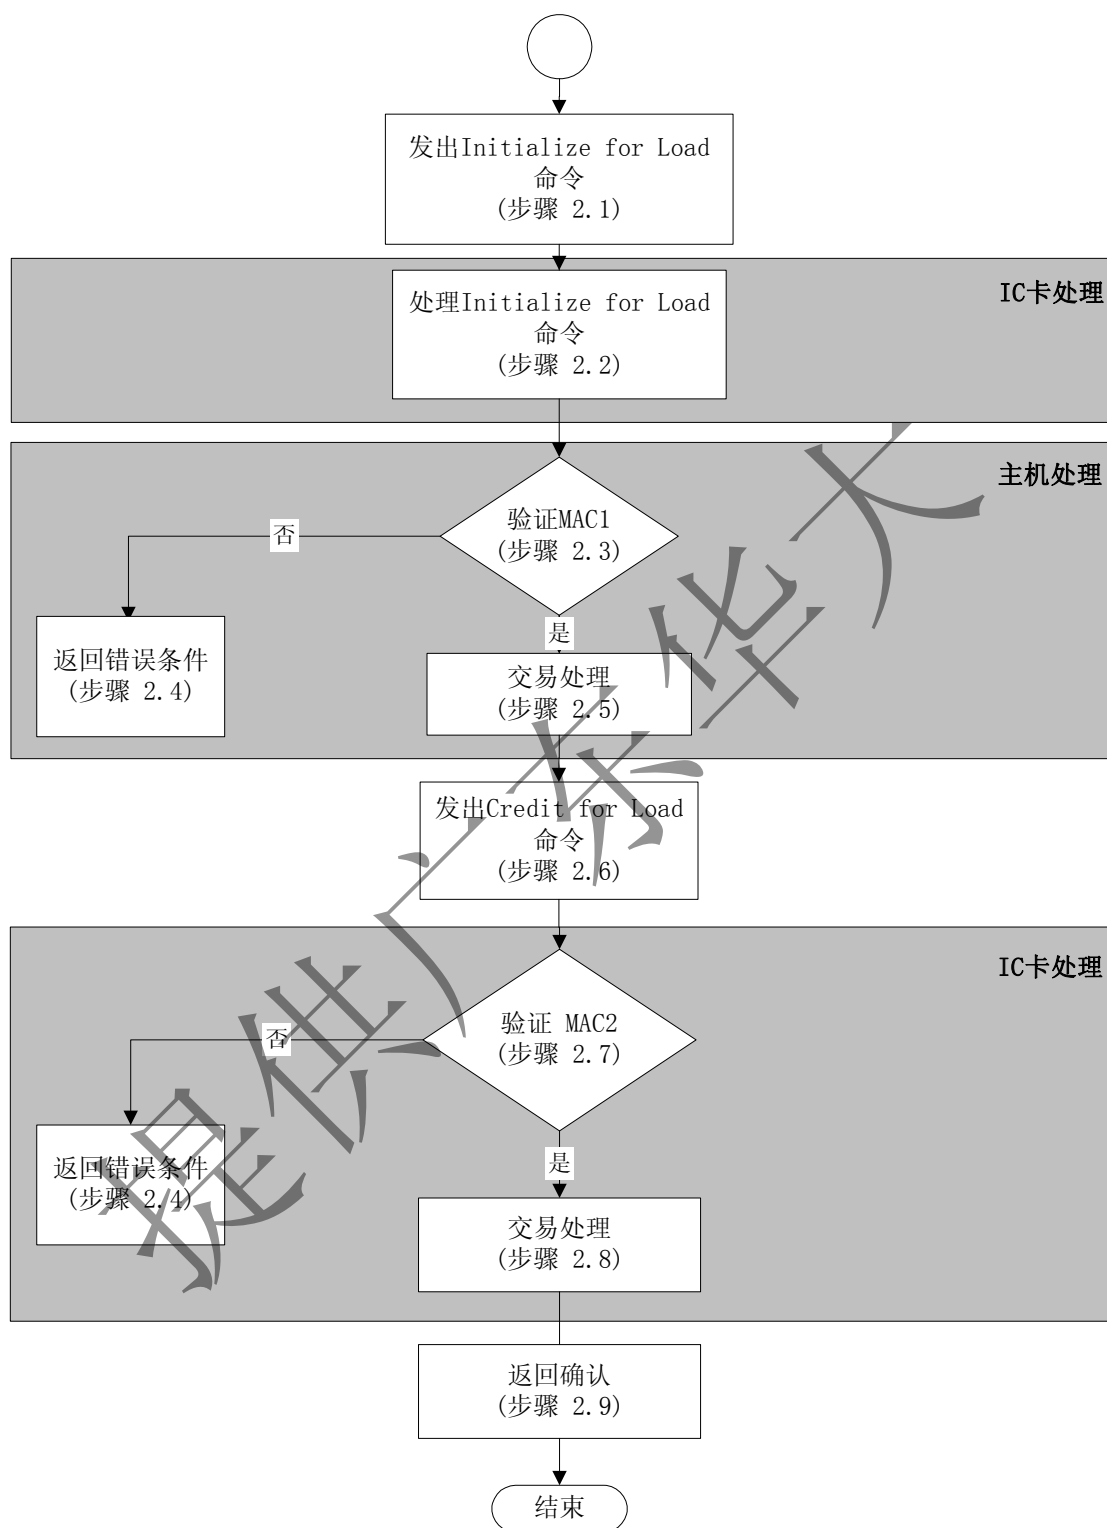 发出Initialize for Load
命令
(步骤 2.1)
IC卡处理
处理Initialize for Load
命令
(步骤 2.2)
主机处理
验证MAC1
(步骤 2.3)
否
是
返回错误条件
(步骤 2.4)
交易处理
(步骤 2.5)
发出Credit for Load
命令
(步骤 2.6)
IC卡处理
验证 MAC2
(步骤 2.7)
否
是
返回错误条件
(步骤 2.4)
交易处理
(步骤 2.8)
返回确认
(步骤 2.9)
结束
提供广东华大